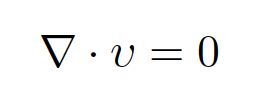 ∇ · υ = 0